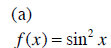 (a)
f(x) = sin² x